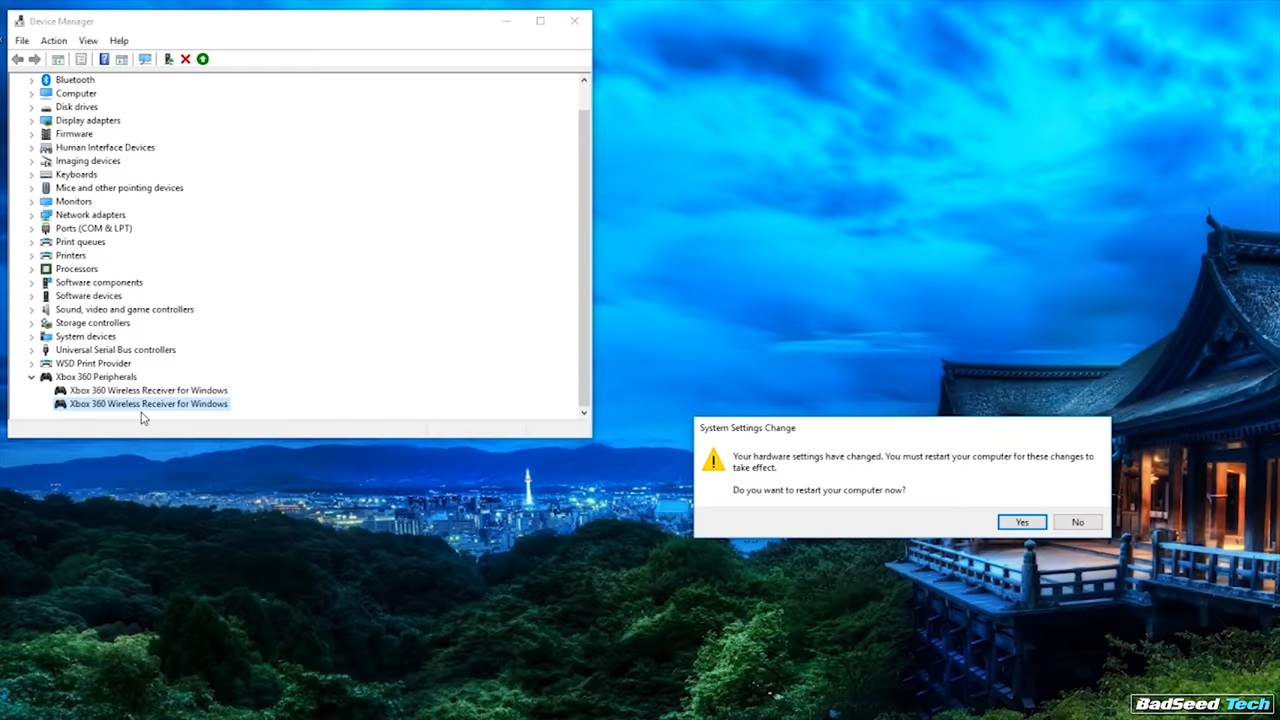 Device Manager
File Action View Help
Bluetooth
Computer
Disk drives
Display adapters
Firmware
Human Interface Devices
Imaging devices
Keyboards
Mice and other pointing devices
Monitors
Network adapters
Ports (COM & LPT)
Print queues
Printers
Processors
Software components
Software devices
Sound, video and game controllers
Storage controllers
System devices
Universal Serial Bus controllers
WSD Print Provider
Xbox 360 Peripherals
Xbox 360 Wireless Receiver for Windows
Xbox 360 Wireless Receiver for Windows
System Settings Change
Your hardware settings have changed. You must restart your computer for these changes to
take effect.
Do you want to restart your computer now?
Yes No
BadSeed Tech